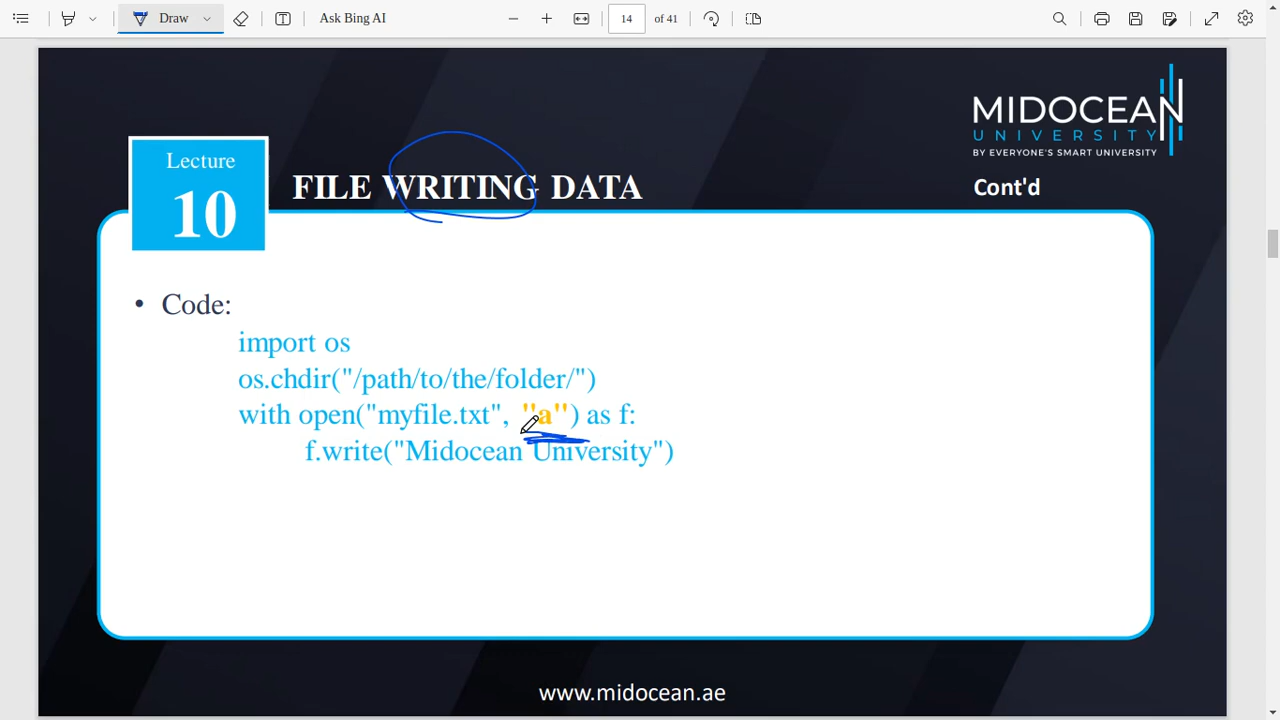 Draw
Ask Bing AI
14 of 41
MIDOCEAN
UNIVERSITY
BY EVERYONE'S SMART UNIVERSITY
Lecture
10
FILE WRITING DATA
Cont'd
• Code:
import os
os.chdir("/path/to/the/folder/")
with open("myfile.txt", "a") as f:
f.write("Midocean University")
www.midocean.ae